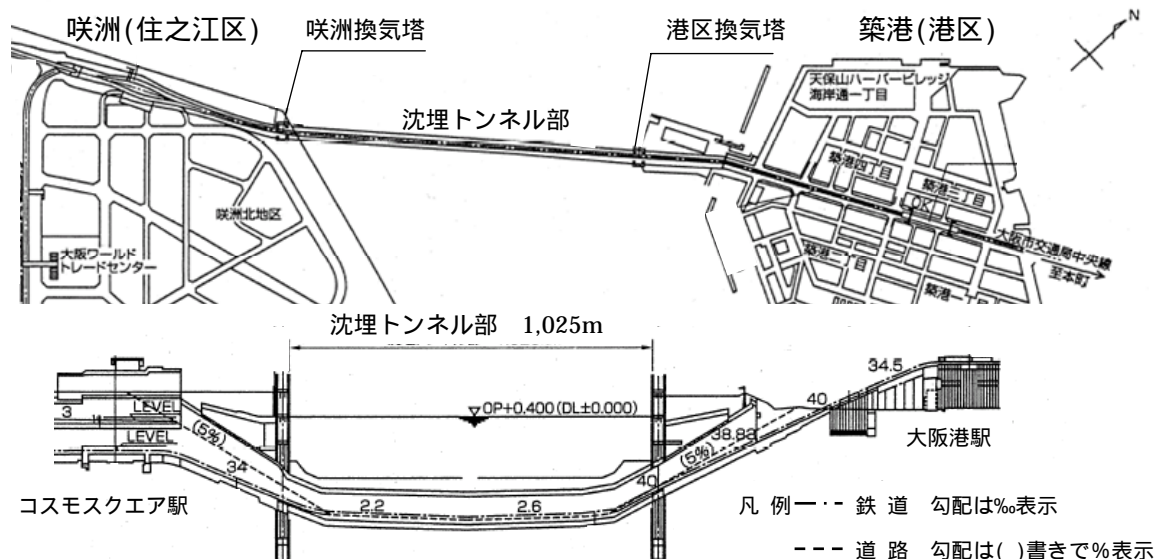 咲洲(住之江区)
咲洲換気塔
港区換気塔
築港(港区)
N
天保山ハーバービレッジ
海岸通一丁目
沈埋トンネル部
築港四丁目
築港三丁目
咲洲北地区
大阪ワールド
トレードセンター
大阪市交通局中央線
至本町
築港二丁目
築港一丁目
沈埋トンネル部 1,025m
34.5
3
LEVEL
LEVEL
OP+0.400(DL±0.000)
40
38.83
大阪港駅
(5%)
(5%)
34
40
コスモスクエア駅
2.2
2.6
凡 例 鉄 道 勾配は‰表示
道 路 勾配は( )書きで%表示